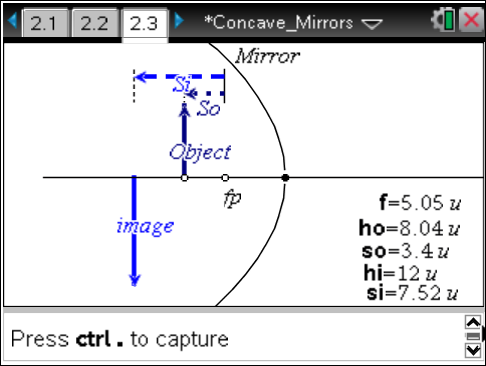 2.1 2.2 2.3 *Concave_Mirrors
Mirror
Si
So
Object
fp
image
f=5.05 u
ho=8.04 u
so=3.4 u
hi=12 u
si=7.52 u
Press ctrl . to capture